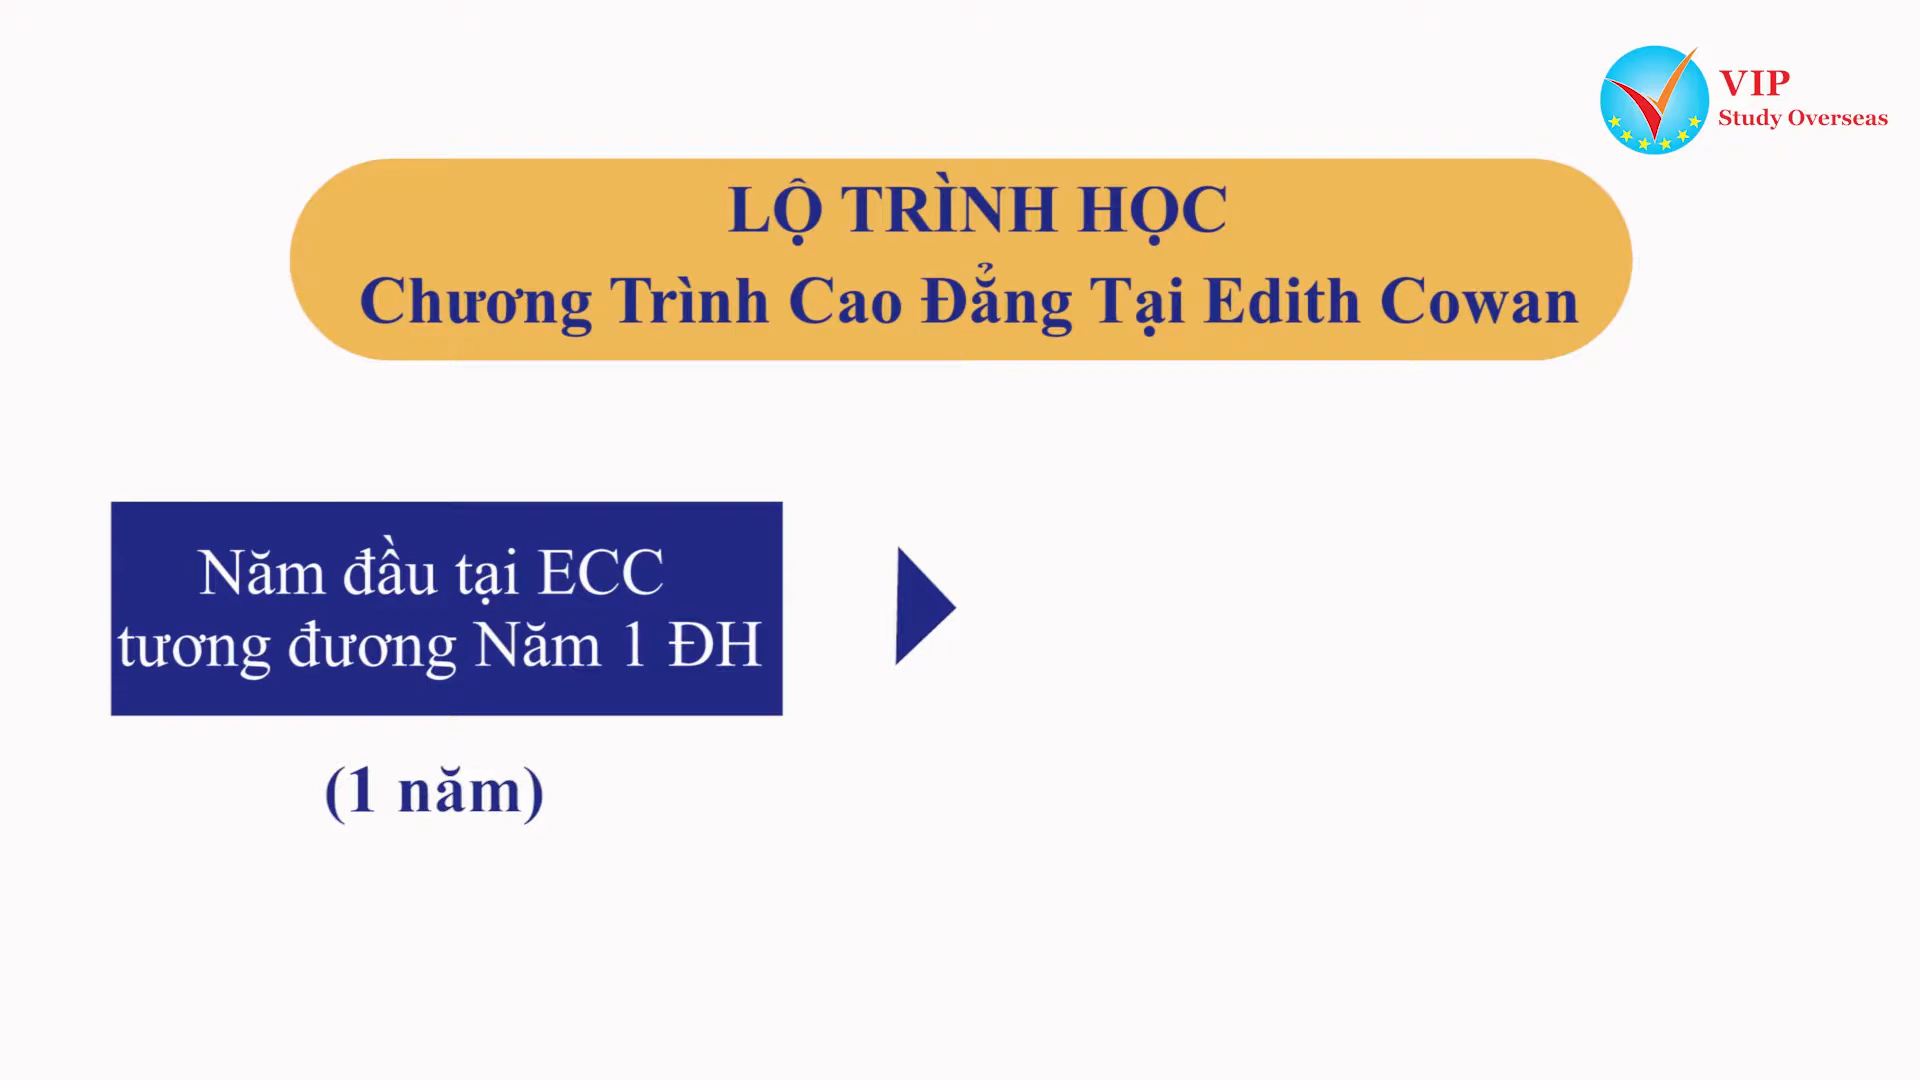 VIP
Study Overseas
LỘ TRÌNH HỌC
Chương Trình Cao Đẳng Tại Edith Cowan
Năm đầu tại ECC
tương đương Năm 1 ĐH
(1 năm)